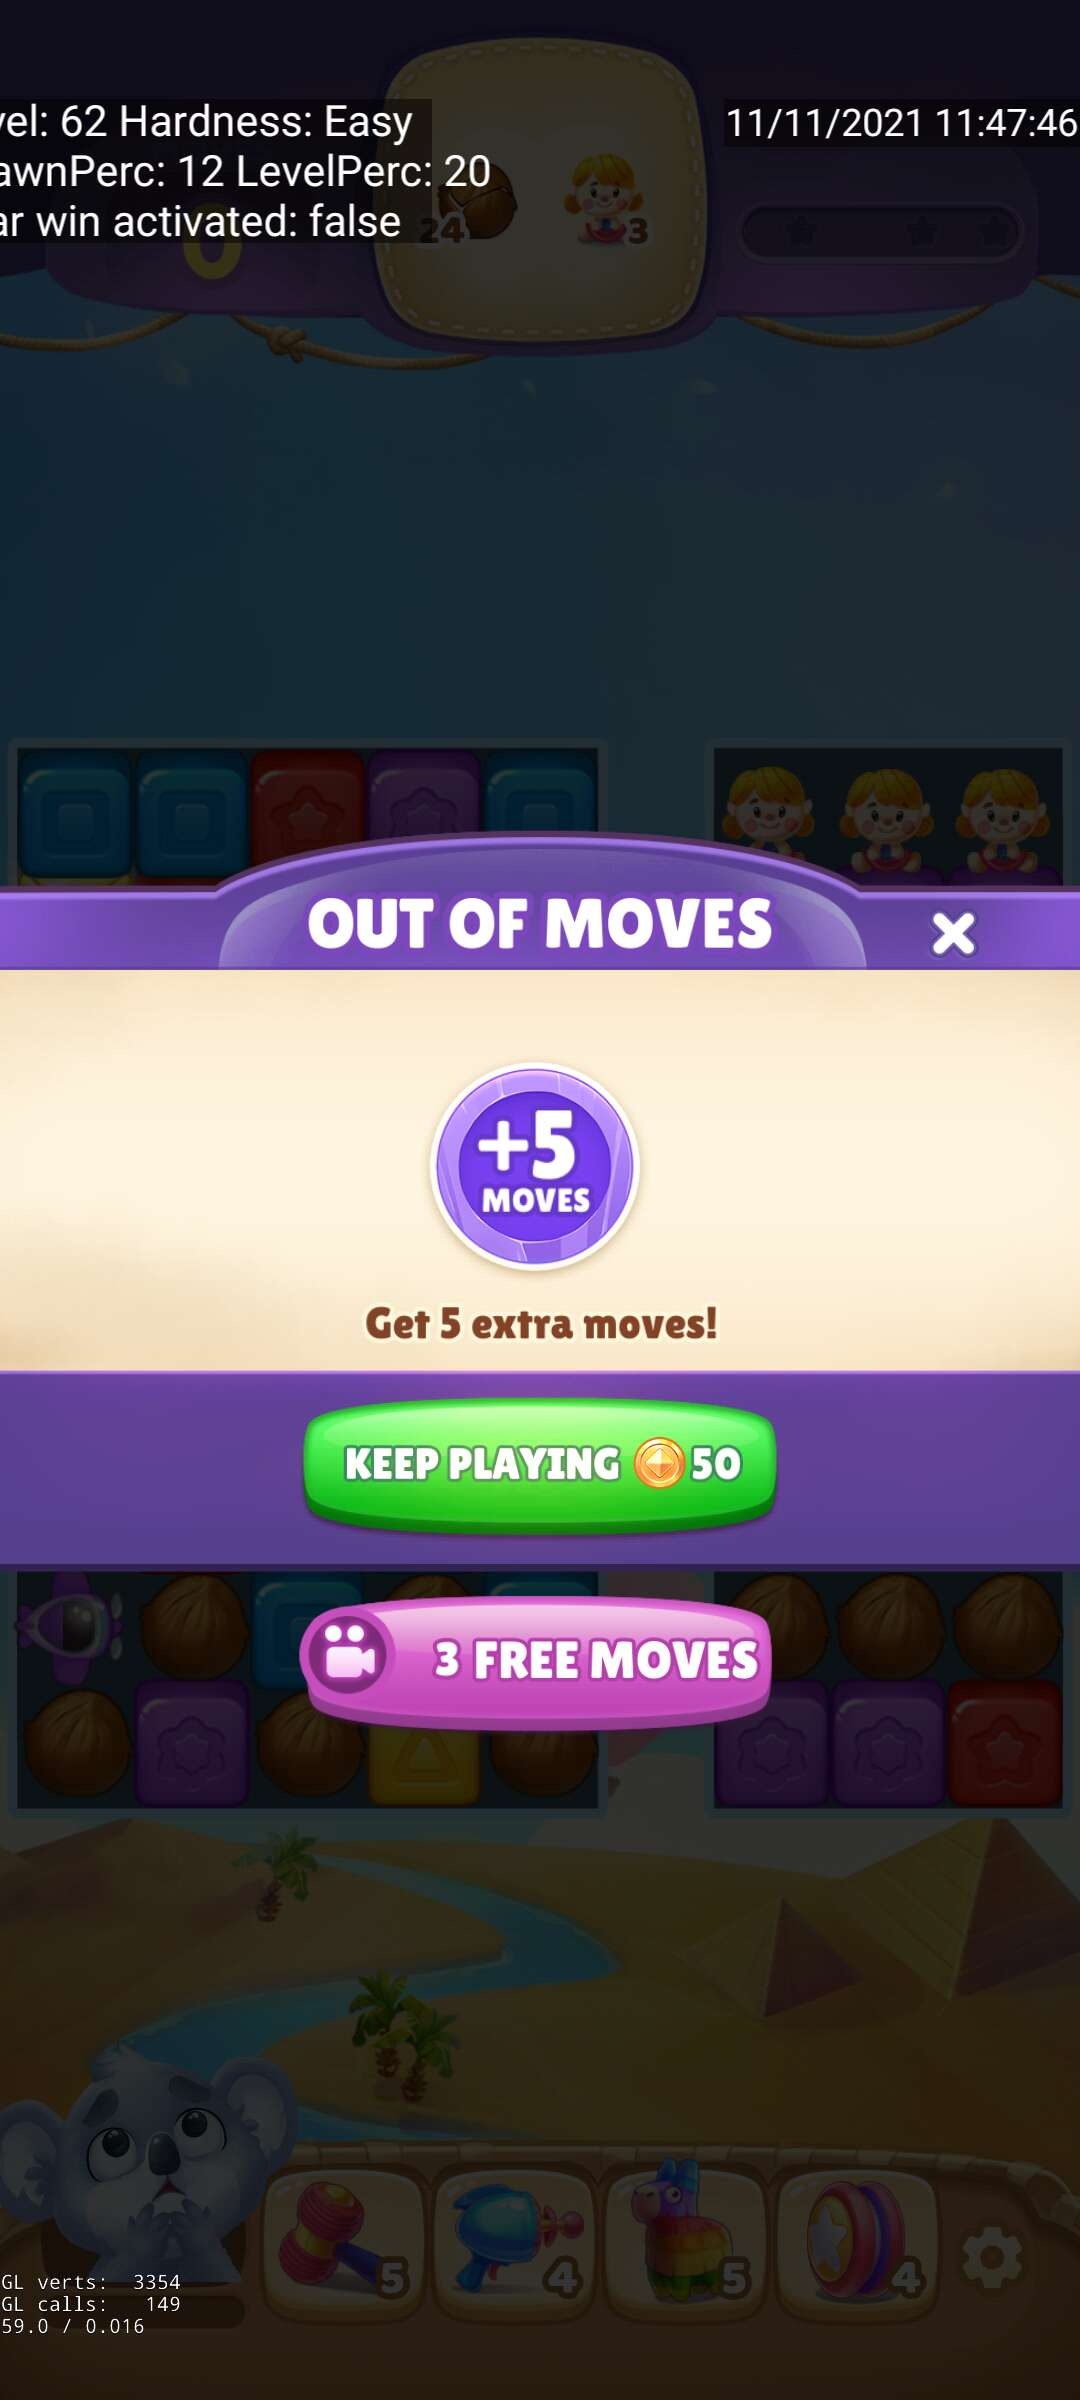 vel: 62 Hardness: Easy
11/11/2021 11:47:46
awnPerc: 12 LevelPerc: 20
ar win activated: false
24
3
0
OUT OF MOVES
+5
MOVES
Get 5 extra moves!
KEEP PLAYING 50
3 FREE MOVES
5
4
5
4
GL verts: 3354
GL calls: 149
59.0 / 0.016